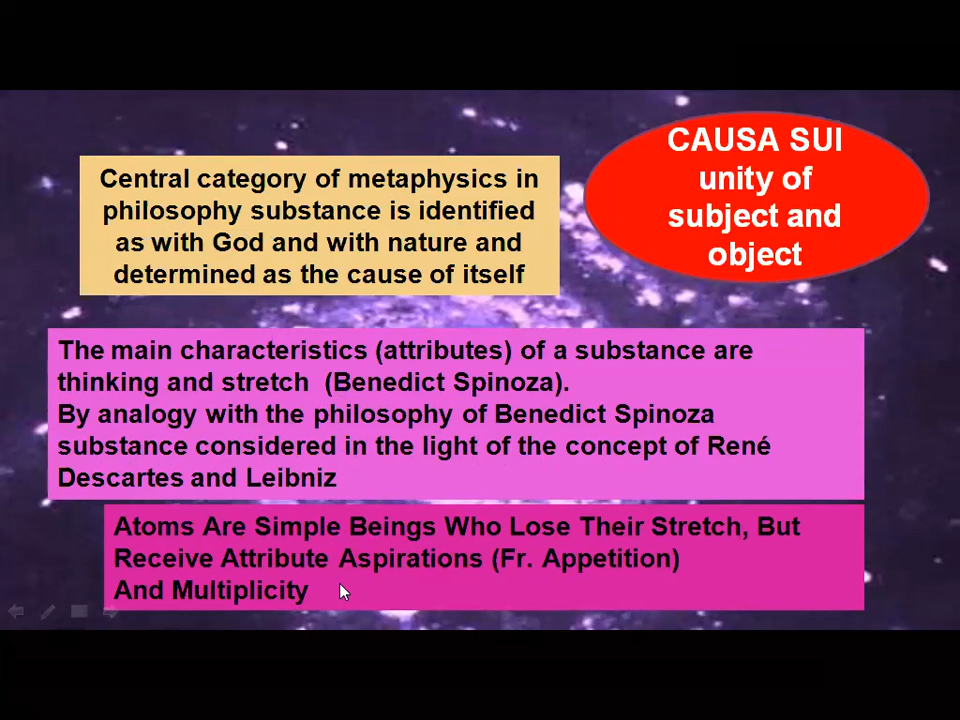 Central category of metaphysics in
philosophy substance is identified
as with God and with nature and
determined as the cause of itself
CAUSA SUI
unity of
subject and
object
The main characteristics (attributes) of a substance are
thinking and stretch (Benedict Spinoza).
By analogy with the philosophy of Benedict Spinoza
substance considered in the light of the concept of René
Descartes and Leibniz
Atoms Are Simple Beings Who Lose Their Stretch, But
Receive Attribute Aspirations (Fr. Appetition)
And Multiplicity